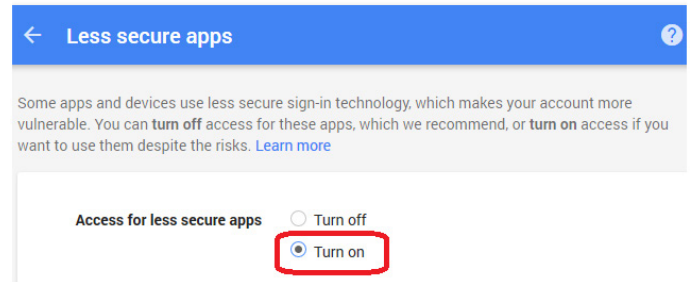 Less secure apps
Some apps and devices use less secure sign-in technology, which makes your account more
vulnerable. You can turn off access for these apps, which we recommend, or turn on access if you
want to use them despite the risks. Learn more
Access for less secure apps
Turn off
Turn on